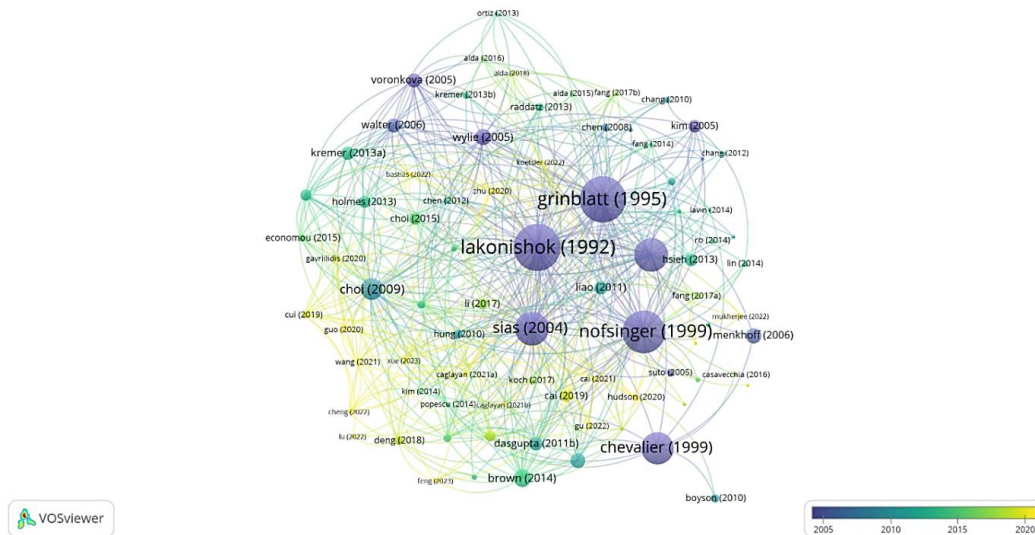 ortiz (2013)
alda (2016)
alda (2018)
voronkova (2005)
kremer (2013b)
alda (2015)
fang (2017b)
chang (2010)
raddatz (2013)
walter (2006)
wylie (2005)
chen (2008)
kim (2005)
fang (2014)
kremer (2013a)
chang (2012)
koetsier (2022)
bastias (2022)
zhu (2020)
grinblatt (1995)
holmes (2013)
chen (2012)
choi (2015)
lavin (2014)
economou (2015)
lakonishok (1992)
ro (2014)
gavriilidis (2020)
hsieh (2013)
lin (2014)
choi (2009)
liao (2011)
fang (2017a)
li (2017)
cui (2019)
mukherjee (2022)
guo (2020)
hung (2010)
sias (2004)
nofsinger (1999)
menkhoff (2006)
wang (2021)
xue (2023)
caglayan (2021a)
suto (2005)
casavecchia (2016)
koch (2017)
cai (2021)
kim (2014)
cai (2019)
hudson (2020)
popescu (2014)
caglayan (2021b)
cheng (2022)
gu (2022)
lu (2022)
deng (2018)
dasgupta (2011b)
chevalier (1999)
feng (2023)
brown (2014)
boyson (2010)
VOSviewer
2005 2010 2015 2020